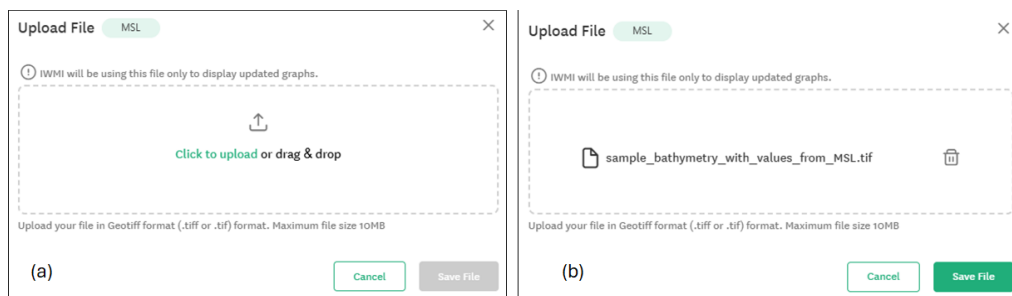 Upload File MSL
IWMI will be using this file only to display updated graphs.
Click to upload or drag & drop
Upload your file in Geotiff format (.tiff or .tif) format. Maximum file size 10MB
(a)
Cancel
Save File
Upload File MSL
IWMI will be using this file only to display updated graphs.
sample_bathymetry_with_values_from_MSL.tif
Upload your file in Geotiff format (.tiff or .tif) format. Maximum file size 10MB
(b)
Cancel
Save File